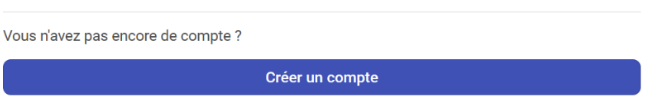 Vous n'avez pas encore de compte ?
Créer un compte